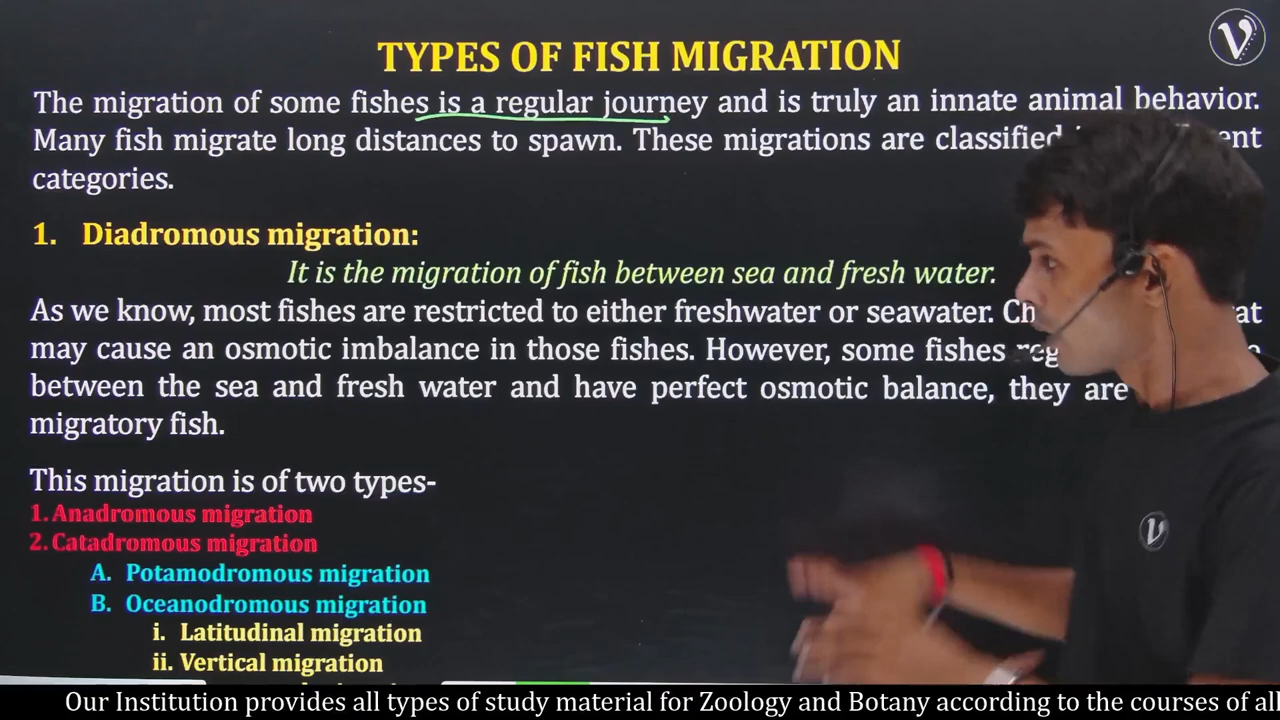 TYPES OF FISH MIGRATION
The migration of some fishes is a regular journey and is truly an innate animal behavior.
Many fish migrate long distances to spawn. These migrations are classified
categories.
1. Diadromous migration:
It is the migration of fish between sea and fresh water.
As we know, most fishes are restricted to either freshwater or seawater.
may cause an osmotic imbalance in those fishes. However, some fishes
between the sea and fresh water and have perfect osmotic balance, they are
migratory fish.
This migration is of two types-
1. Anadromous migration
2. Catadromous migration
A. Potamodromous migration
B. Oceanodromous migration
i. Latitudinal migration
ii. Vertical migration
Our Institution provides all types of study material for Zoology and Botany according to the courses of all